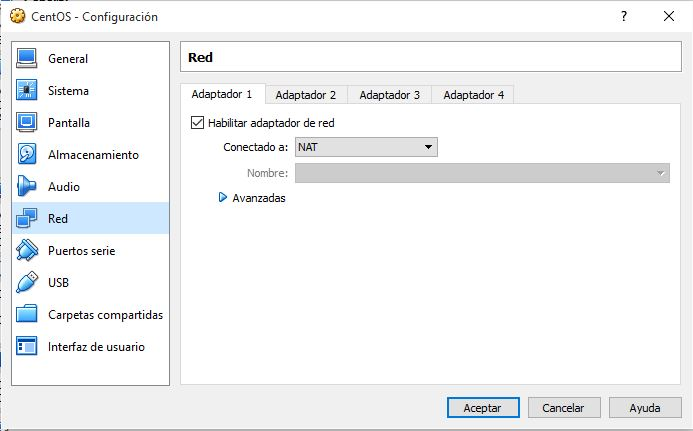 CentOS - Configuración
General
Sistema
Pantalla
Almacenamiento
Audio
Red
Puertos serie
USB
Carpetas compartidas
Interfaz de usuario
Red
Adaptador 1 Adaptador 2 Adaptador 3 Adaptador 4
Habilitar adaptador de red
Conectado a: NAT
Nombre:
Avanzadas
Aceptar Cancelar Ayuda